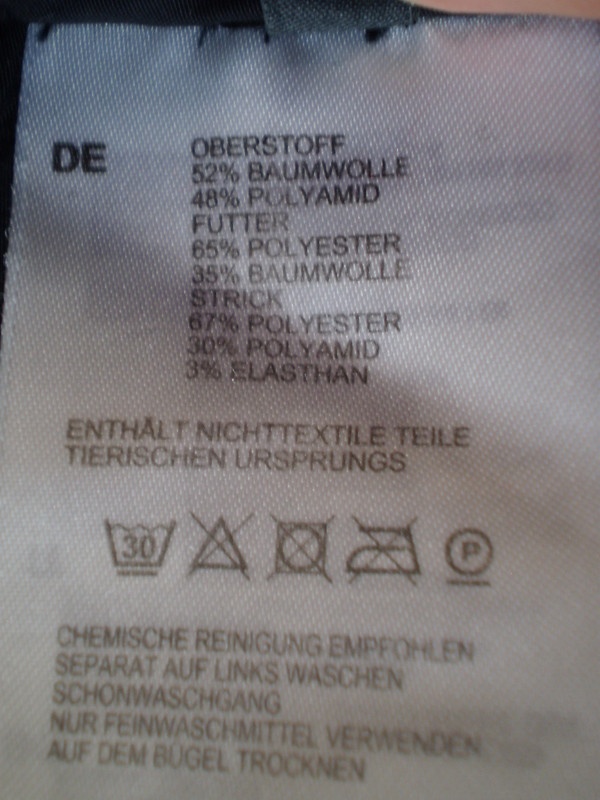 DE
OBERSTOFF
52% BAUMWOLLE
48% POLYAMID
FUTTER
65% POLYESTER
35% BAUMWOLLE
STRICK
67% POLYESTER
30% POLYAMID
3% ELASTHAN
ENTHÄLT NICHTTEXTILE TEILE
TIERISCHEN URSPRUNGS
30
P
CHEMISCHE REINIGUNG EMPFOHLEN
SEPARAT AUF LINKS WASCHEN
SCHONWASCHGANG
NUR FEINWASCHMITTEL VERWENDEN
AUF DEM BÜGEL TROCKNEN